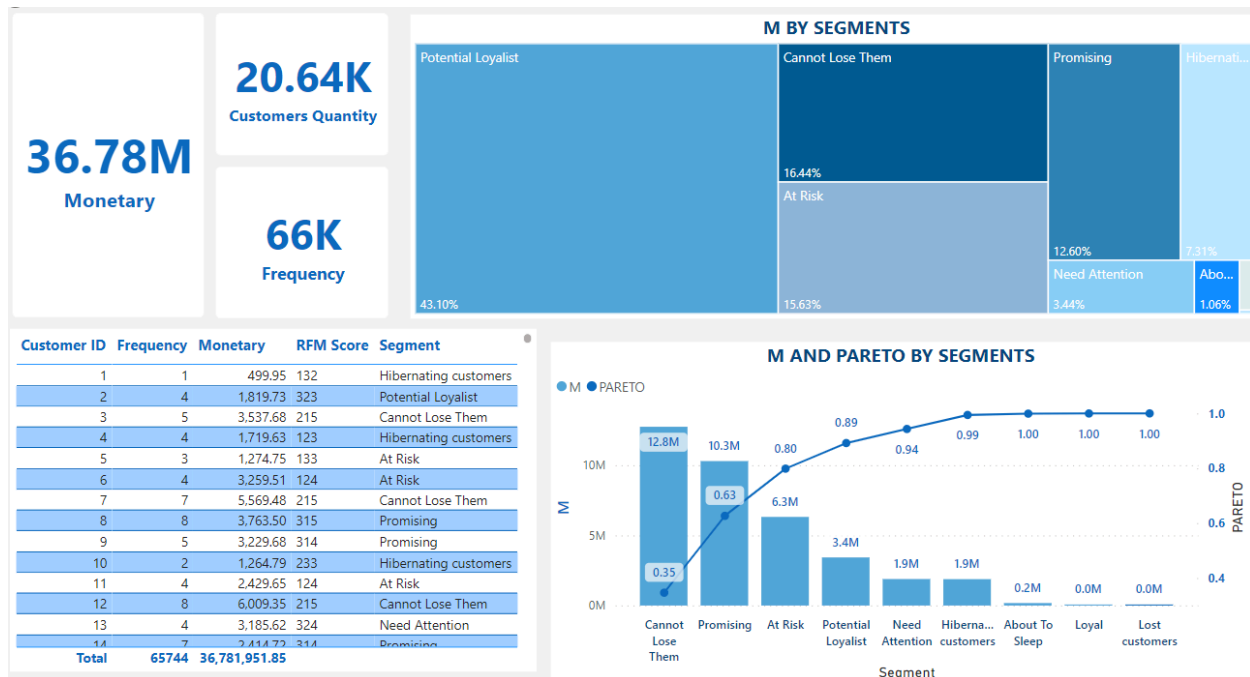 36.78M
Monetary
20.64K
Customers Quantity
66K
Frequency
M BY SEGMENTS
Potential Loyalist
43.10%
Cannot Lose Them
16.44%
At Risk
15.63%
Promising
12.60%
Hibernati...
7.31%
Need Attention
3.44%
Abo...
1.06%
Customer ID Frequency Monetary RFM Score Segment
1 1 499.95 132 Hibernating customers
2 4 1,819.73 323 Potential Loyalist
3 5 3,537.68 215 Cannot Lose Them
4 4 1,719.63 123 Hibernating customers
5 3 1,274.75 133 At Risk
6 4 3,259.51 124 At Risk
7 7 5,569.48 215 Cannot Lose Them
8 8 3,763.50 315 Promising
9 5 3,229.68 314 Promising
10 2 1,264.79 233 Hibernating customers
11 4 2,429.65 124 At Risk
12 8 6,009.35 215 Cannot Lose Them
13 4 3,185.62 324 Need Attention
14 7 2,414.72 314 Promising
Total 65744 36,781,951.85
M AND PARETO BY SEGMENTS
M PARETO
12.8M 10.3M 6.3M 3.4M 1.9M 1.9M 0.2M 0.0M 0.0M
0.35 0.63 0.80 0.89 0.94 0.99 1.00 1.00 1.00
10M
5M
0M
M
1.0
0.8
0.6
0.4
PARETO
Cannot Lose Them
Promising
At Risk
Potential Loyalist
Need Attention
Hiberna... customers
About To Sleep
Loyal
Lost customers
Segment